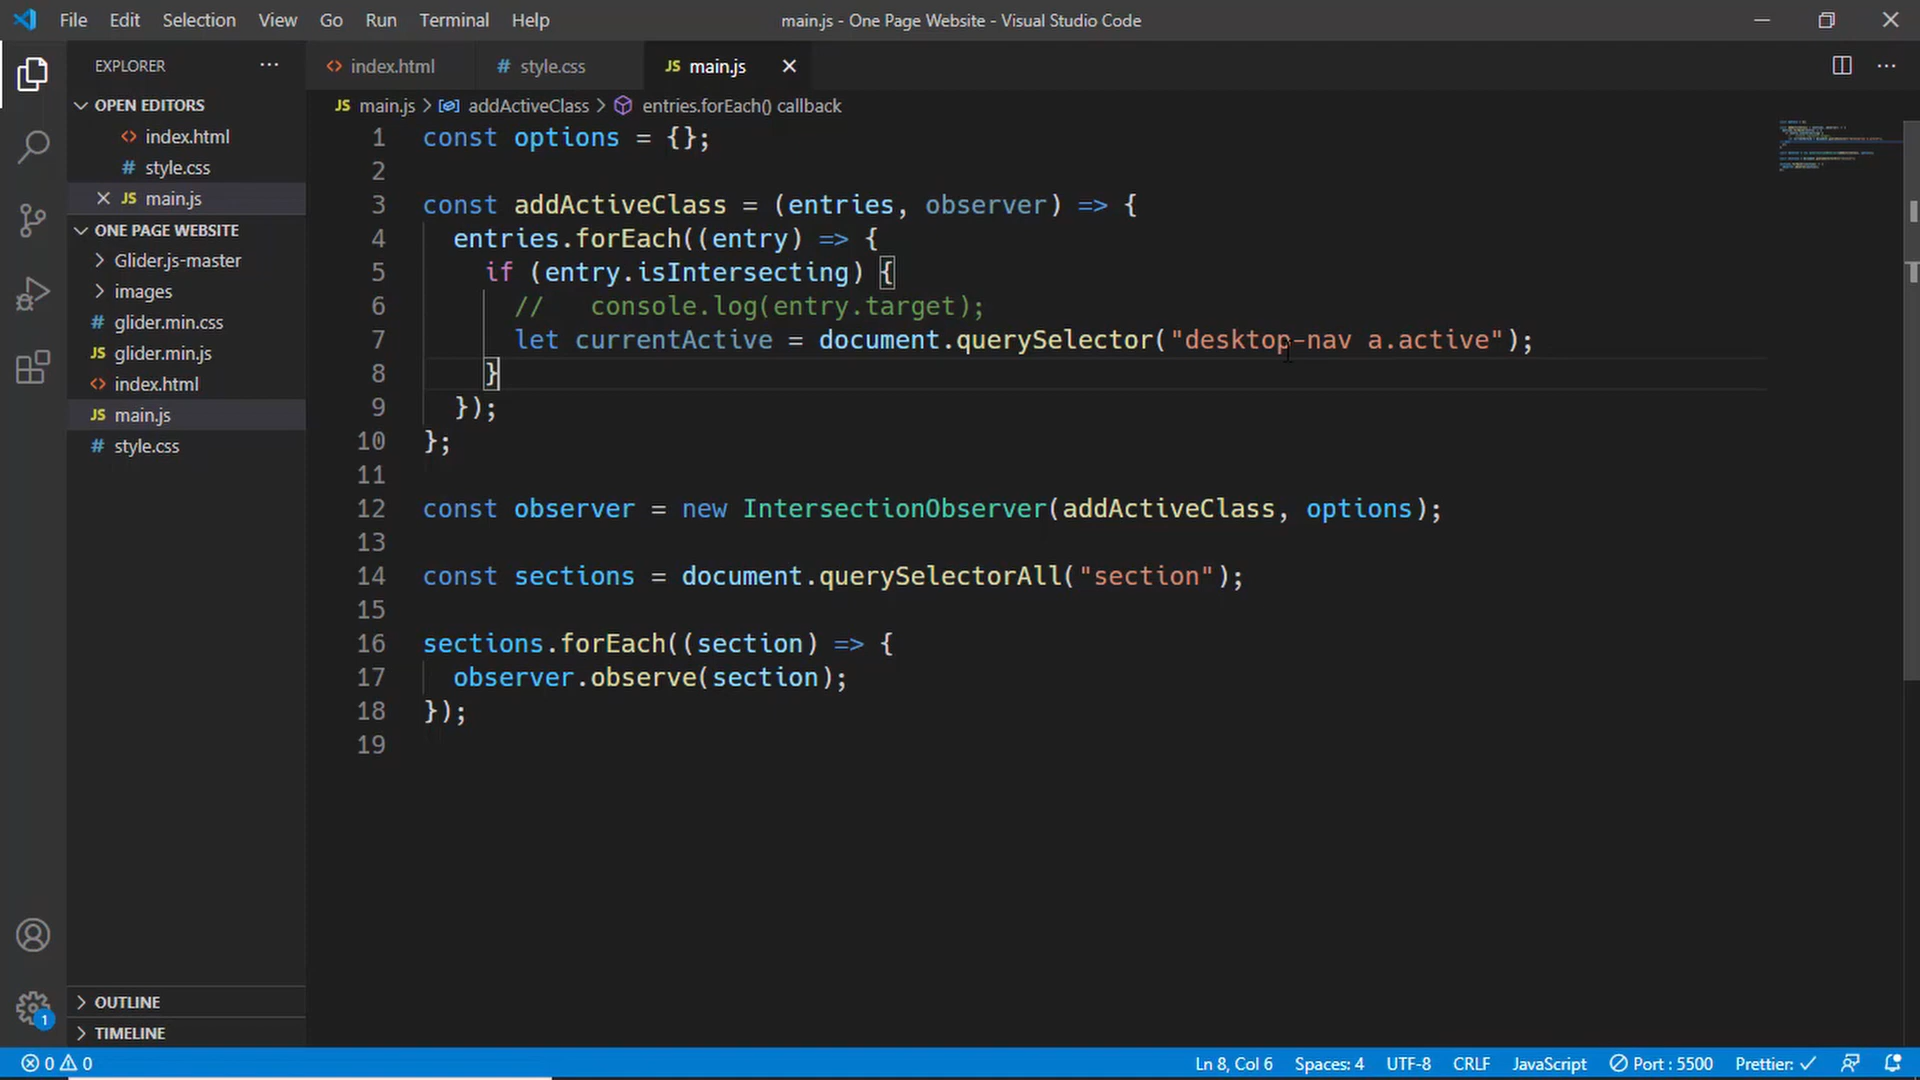 File Edit Selection View Go Run Terminal Help
main.js - One Page Website - Visual Studio Code
EXPLORER ...
<> index.html
# style.css
JS main.js ×
OPEN EDITORS
<> index.html
# style.css
× JS main.js
ONE PAGE WEBSITE
> Glider.js-master
> images
# glider.min.css
JS glider.min.js
<> index.html
JS main.js
# style.css
OUTLINE
TIMELINE
JS main.js > addActiveClass > entries.forEach() callback
1 const options = {};
2
3 const addActiveClass = (entries, observer) => {
4 entries.forEach((entry) => {
5 if (entry.isIntersecting) {
6 // console.log(entry.target);
7 let currentActive = document.querySelector("desktop-nav a.active");
8 }
9 });
10 };
11
12 const observer = new IntersectionObserver(addActiveClass, options);
13
14 const sections = document.querySelectorAll("section");
15
16 sections.forEach((section) => {
17 observer.observe(section);
18 });
19
1
0 0 Ln 8, Col 6 Spaces: 4 UTF-8 CRLF JavaScript Port : 5500 Prettier: ✓